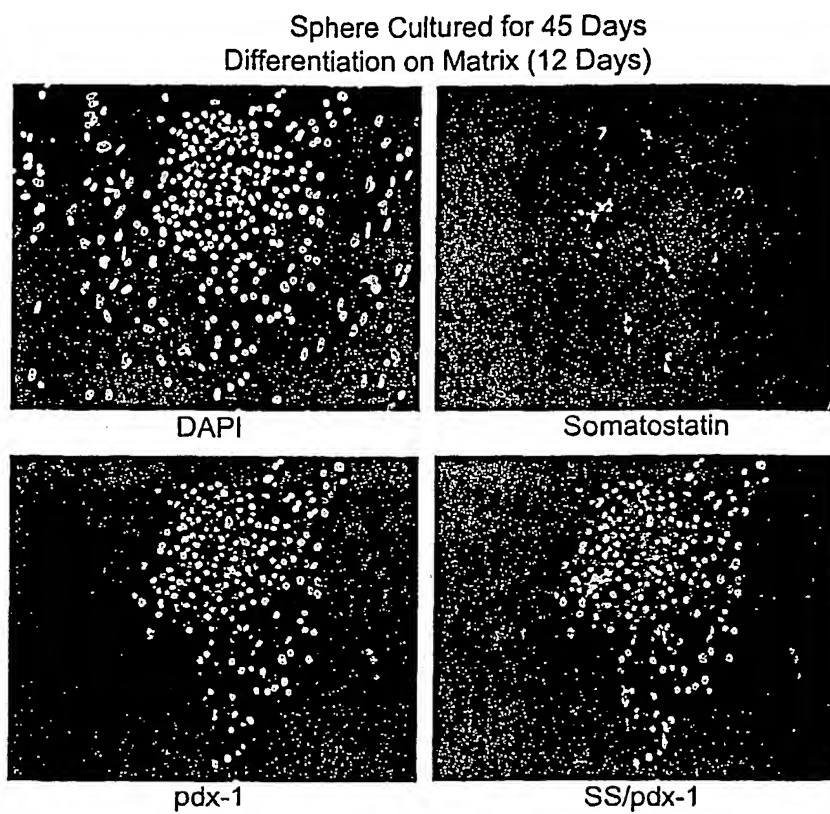 Sphere Cultured for 45 Days
Differentiation on Matrix (12 Days)
DAPI
Somatostatin
pdx-1
SS/pdx-1